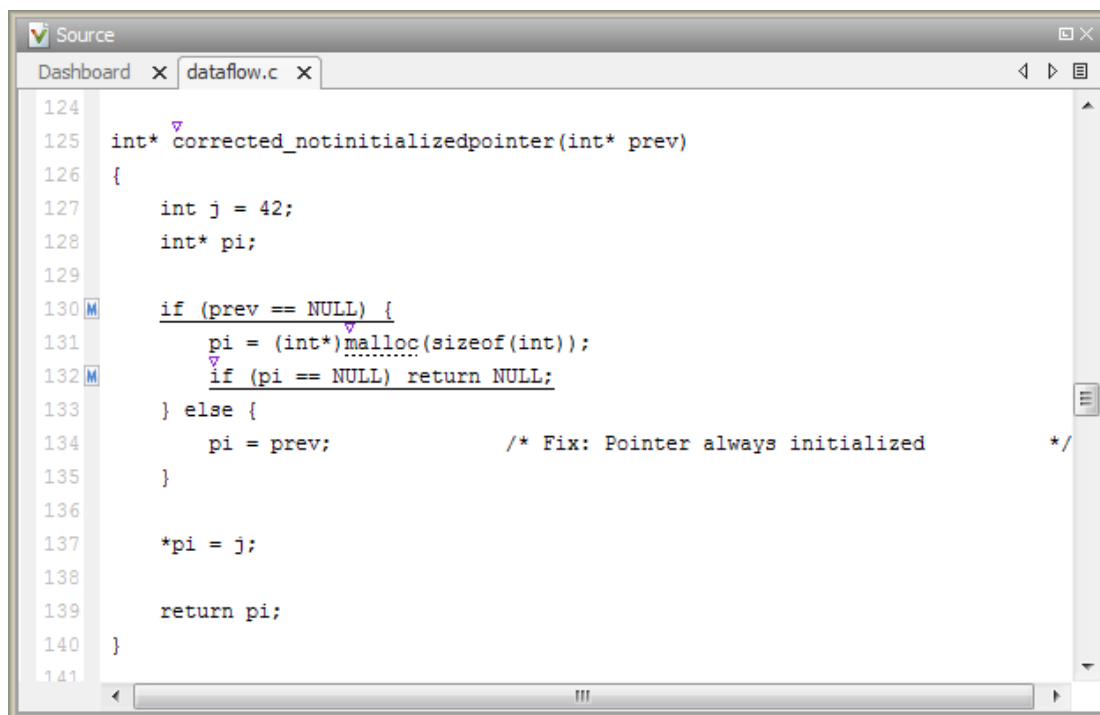 Source
Dashboard dataflow.c
124
125 int* corrected_notinitializedpointer(int* prev)
126 {
127     int j = 42;
128     int* pi;
129
130 M     if (prev == NULL) {
131         pi = (int*)malloc(sizeof(int));
132 M         if (pi == NULL) return NULL;
133     } else {
134         pi = prev;              /* Fix: Pointer always initialized          */
135     }
136
137     *pi = j;
138
139     return pi;
140 }
141